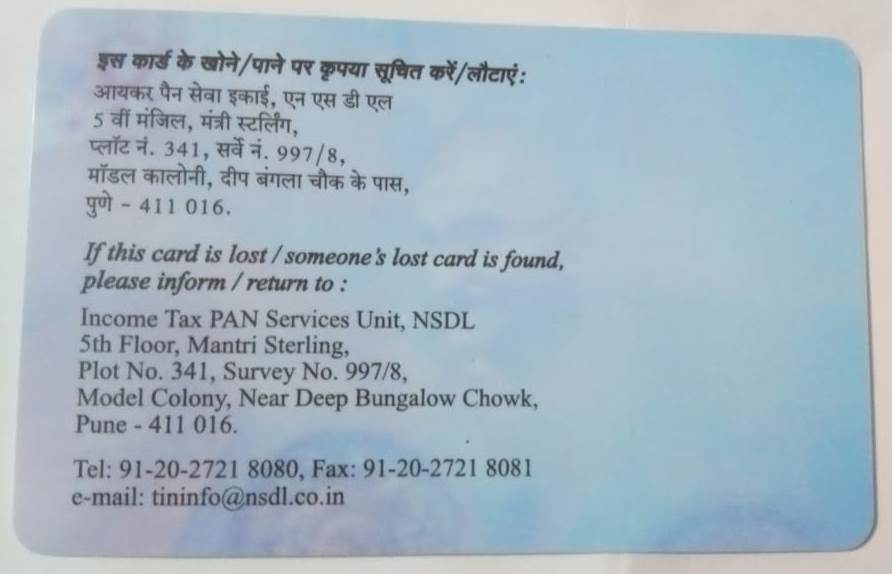 इस कार्ड के खोने/पाने पर कृपया सूचित करें/लौटाएं:
आयकर पैन सेवा इकाई, एन एस डी एल
5 वीं मंजिल, मंत्री स्टर्लिंग,
प्लॉट नं. 341, सर्वे नं. 997/8,
मॉडल कालोनी, दीप बंगला चौक के पास,
पुणे - 411 016.
If this card is lost / someone's lost card is found,
please inform / return to :
Income Tax PAN Services Unit, NSDL
5th Floor, Mantri Sterling,
Plot No. 341, Survey No. 997/8,
Model Colony, Near Deep Bungalow Chowk,
Pune - 411 016.
Tel: 91-20-2721 8080, Fax: 91-20-2721 8081
e-mail: tininfo@nsdl.co.in